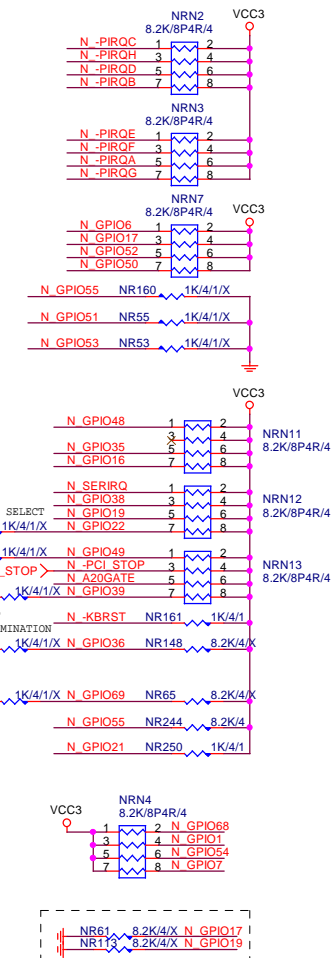 NRN2 VCC3
8.2K/8P4R/4
N_-PIRQC 1 2
N_-PIRQH 3 4
N_-PIRQD 5 6
N_-PIRQB 7 8
NRN3
8.2K/8P4R/4
N_-PIRQE 1 2
N_-PIRQF 3 4
N_-PIRQA 5 6
N_-PIRQG 7 8
NRN7
8.2K/8P4R/4 VCC3
N_GPIO6 1 2
N_GPIO17 3 4
N_GPIO52 5 6
N_GPIO50 7 8
N_GPIO55 NR160 1K/4/1/X
N_GPIO51 NR55 1K/4/1/X
N_GPIO53 NR53 1K/4/1/X
VCC3
N_GPIO48 1 2
3 4 NRN11
N_GPIO35 5 6 8.2K/8P4R/4
N_GPIO16 7 8
N_SERIRQ 1 2
N_GPIO38 3 4 NRN12
SELECT N_GPIO19 5 6 8.2K/8P4R/4
1K/4/1/X N_GPIO22 7 8
1K/4/1/X N_GPIO49 1 2
_STOP N_-PCI_STOP 3 4 NRN13
N_A20GATE 5 6 8.2K/8P4R/4
1K/4/1/X N_GPIO39 7 8
N_-KBRST NR161 1K/4/1
MINATION
1K/4/1/X N_GPIO36 NR148 8.2K/4/X
1K/4/1/X N_GPIO69 NR65 8.2K/4/X
N_GPIO55 NR244 8.2K/4
N_GPIO21 NR250 1K/4/1
NRN4
VCC3 8.2K/8P4R/4
1 2 N_GPIO68
3 4 N_GPIO1
5 6 N_GPIO54
7 8 N_GPIO7
NR61 8.2K/4/X N_GPIO17
NR113 8.2K/4/X N_GPIO19